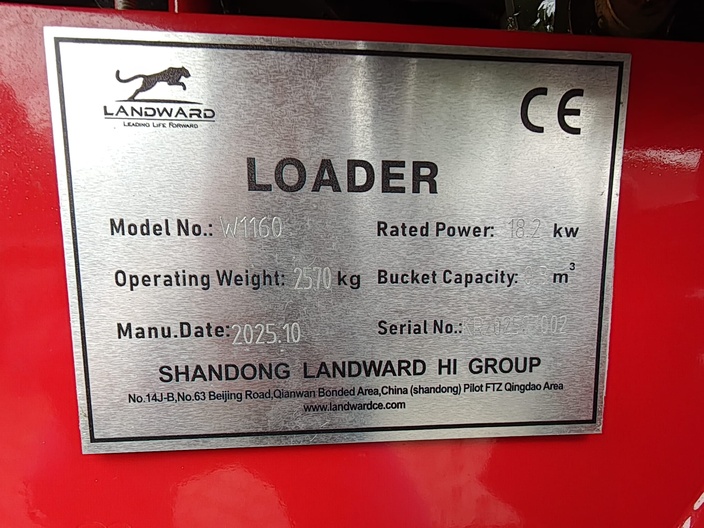 LANDWARD
LEADING LIFE FORWARD
CE
LOADER
Model No.: W1160
Rated Power: 18.2 kw
Operating Weight: 2570 kg
Bucket Capacity: m³
Manu.Date: 2025.10
Serial No.:
SHANDONG LANDWARD HI GROUP
No.14J-B,No.63 Beijing Road,Qianwan Bonded Area,China (shandong) Pilot FTZ Qingdao Area
www.landwardce.com